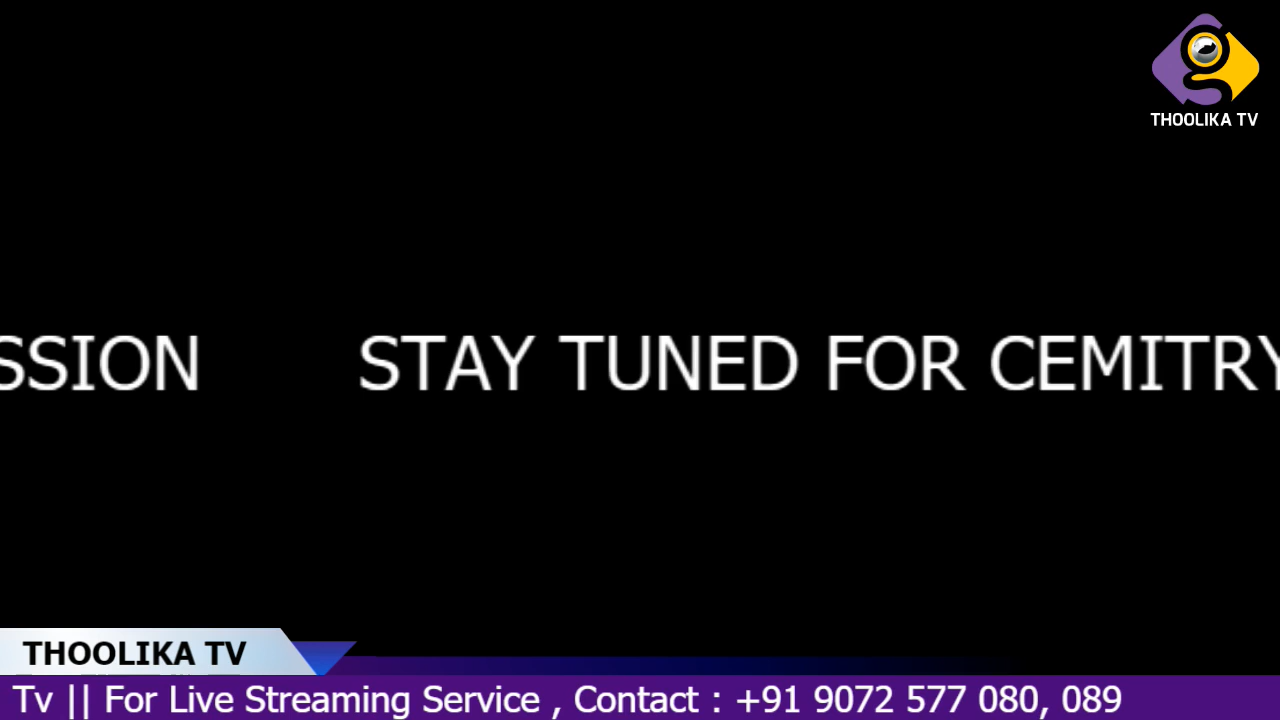 THOOLIKA TV
SSION STAY TUNED FOR CEMITRY
THOOLIKA TV
Tv || For Live Streaming Service , Contact : +91 9072 577 080, 089